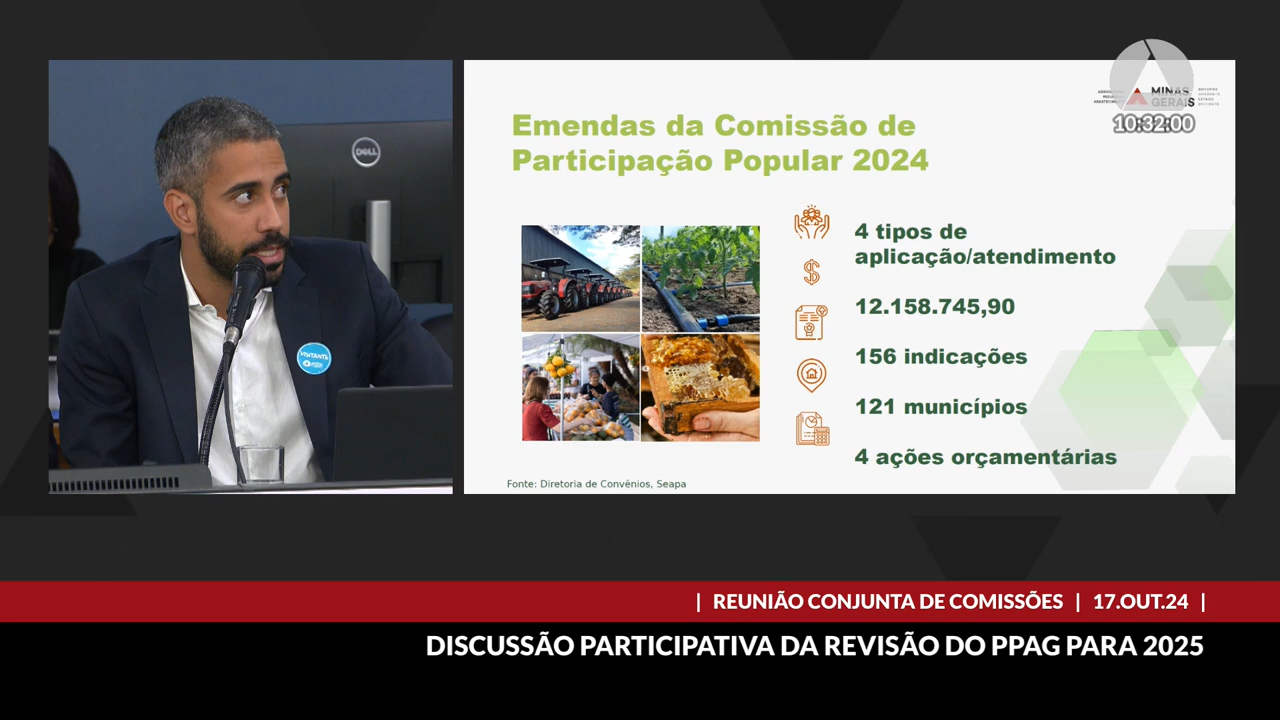 DELL
VISITANTE
MINAS
GERAIS
10:32:00
Emendas da Comissão de
Participação Popular 2024
4 tipos de
aplicação/atendimento
12.158.745,90
156 indicações
121 municípios
4 ações orçamentárias
Fonte: Diretoria de Convênios, Seapa
| REUNIÃO CONJUNTA DE COMISSÕES | 17.OUT.24 |
DISCUSSÃO PARTICIPATIVA DA REVISÃO DO PPAG PARA 2025